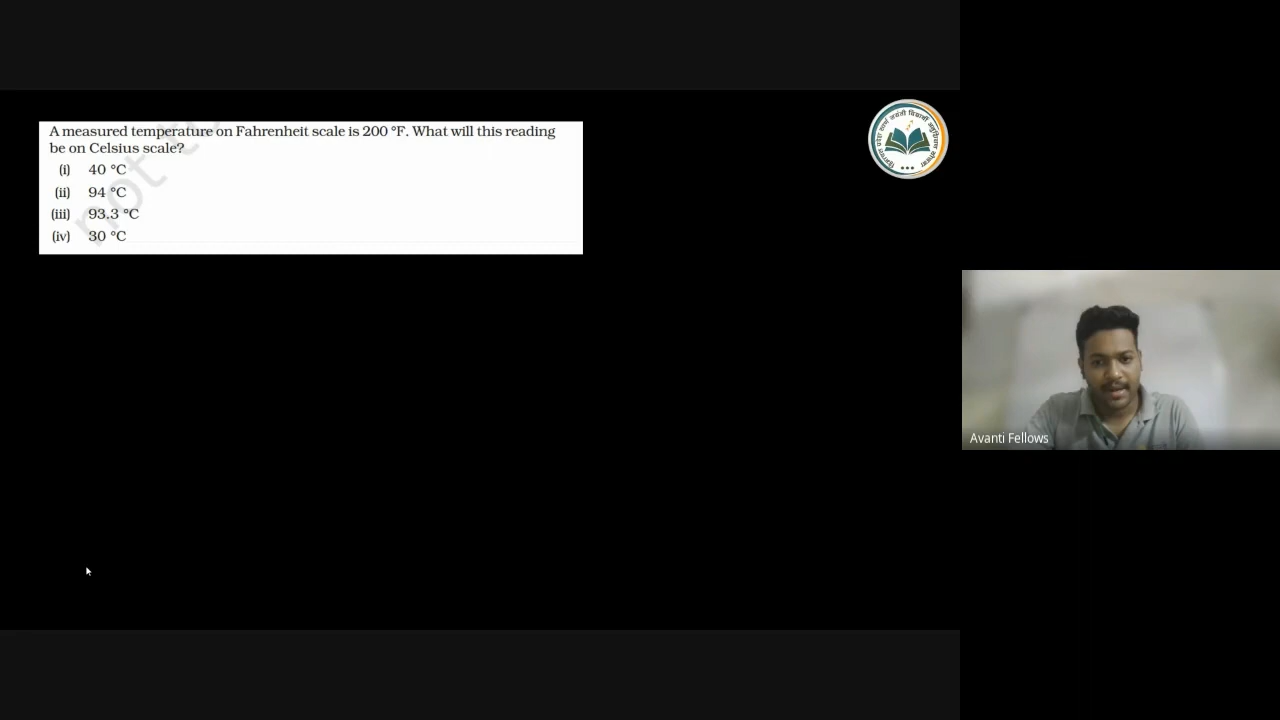 A measured temperature on Fahrenheit scale is 200 °F. What will this reading
be on Celsius scale?
(i) 40 °C
(ii) 94 °C
(iii) 93.3 °C
(iv) 30 °C
Avanti Fellows